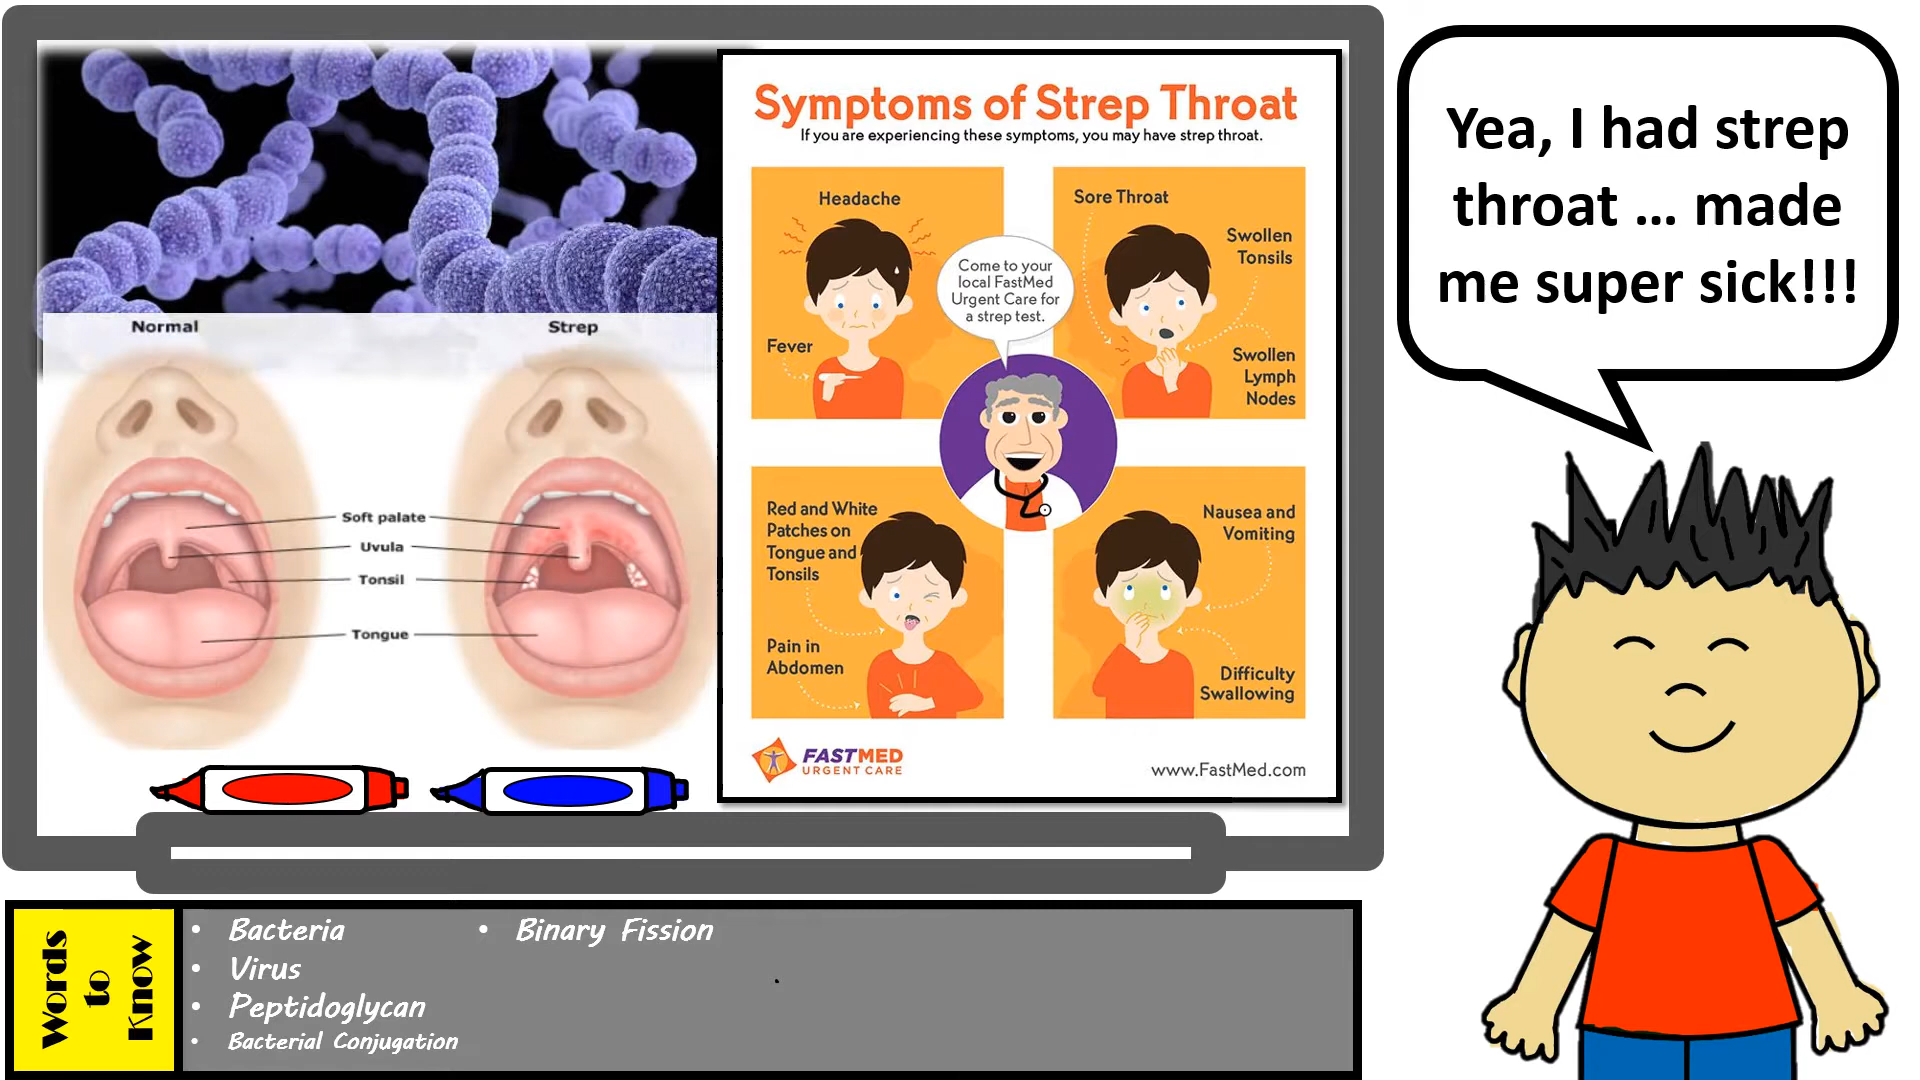 Normal
Strep
Soft palate
Uvula
Tonsil
Tongue
Symptoms of Strep Throat
If you are experiencing these symptoms, you may have strep throat.
Headache
Fever
Come to your
local FastMed
Urgent Care for
a strep test.
Sore Throat
Swollen
Tonsils
Swollen
Lymph
Nodes
Red and White
Patches on
Tongue and
Tonsils
Pain in
Abdomen
Nausea and
Vomiting
Difficulty
Swallowing
FASTMED
URGENT CARE
www.FastMed.com
Yea, I had strep
throat ... made
me super sick!!!
Words
to
Know
• Bacteria
• Virus
• Peptidoglycan
• Bacterial Conjugation
• Binary Fission